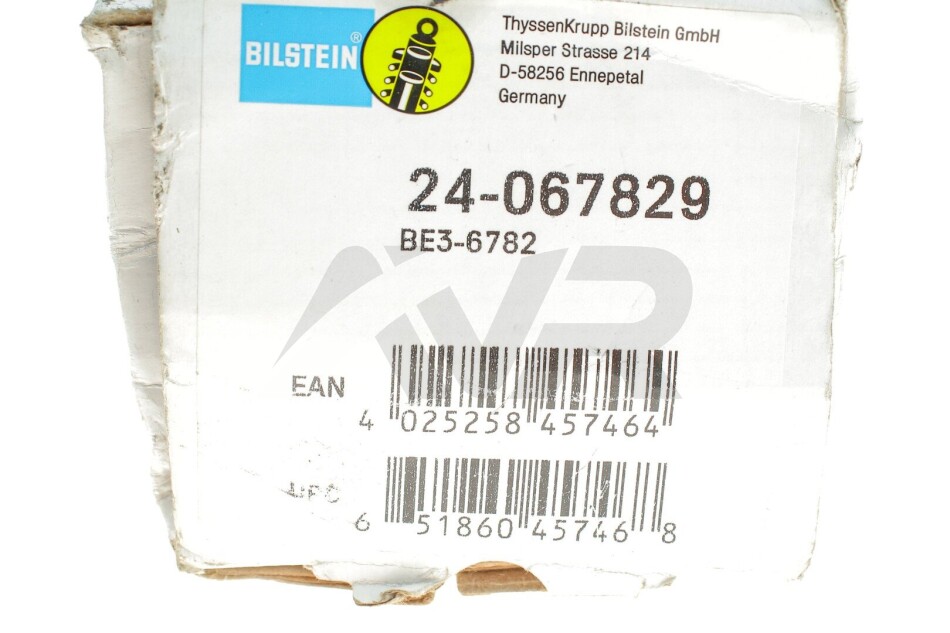 BILSTEIN®
ThyssenKrupp Bilstein GmbH
Milsper Strasse 214
D-58256 Ennepetal
Germany
24-067829
BE3-6782
EAN
4 025258 457464
UPC
6 51860 45746 8